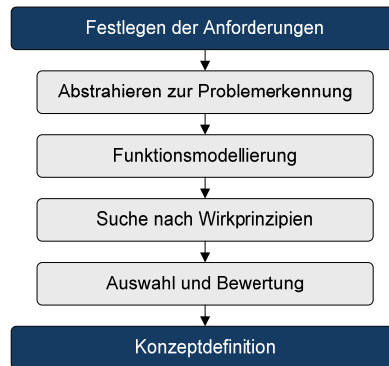 Festlegen der Anforderungen
Abstrahieren zur Problemerkennung
Funktionsmodellierung
Suche nach Wirkprinzipien
Auswahl und Bewertung
Konzeptdefinition